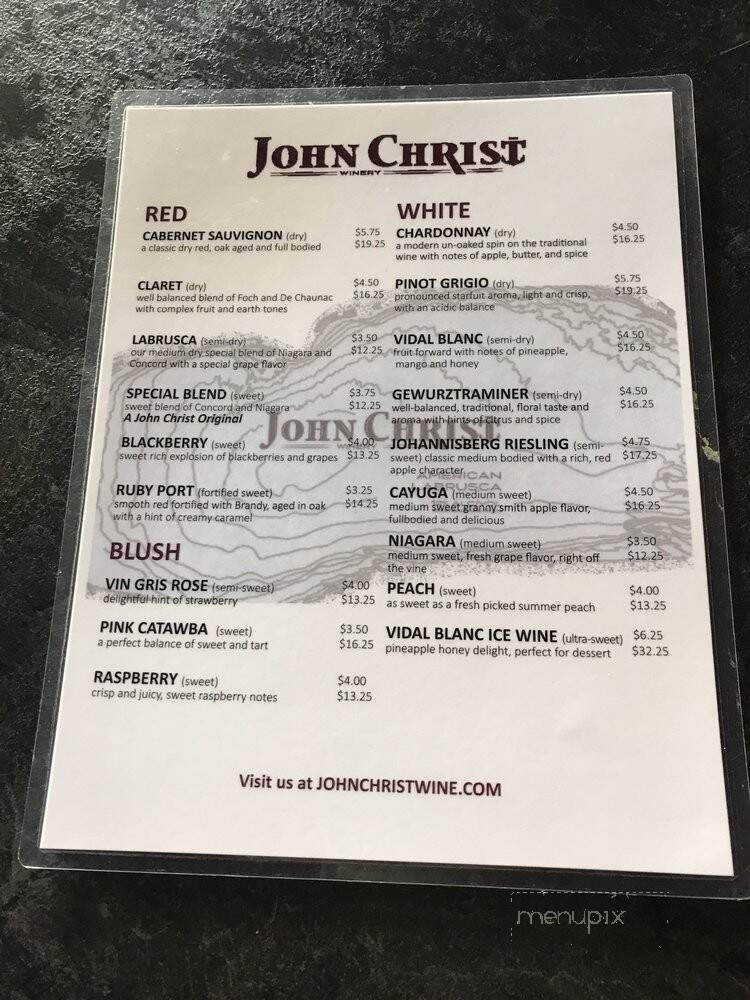 JOHN CHRIST
WINERY
RED
CABERNET SAUVIGNON (dry) $5.75
a classic dry red, oak aged and full bodied $19.25
CLARET (dry) $4.50
well balanced blend of Foch and De Chaunac $16.25
with complex fruit and earth tones
LABRUSCA (semi-dry) $3.50
our medium dry special blend of Niagara and $12.25
Concord with a special grape flavor
SPECIAL BLEND (sweet) $3.75
sweet blend of Concord and Niagara $12.25
A John Christ Original
BLACKBERRY (sweet) $4.00
sweet rich explosion of blackberries and grapes $13.25
RUBY PORT (fortified sweet) $3.25
smooth red fortified with Brandy, aged in oak $14.25
with a hint of creamy caramel
BLUSH
VIN GRIS ROSE (semi-sweet) $4.00
delightful hint of strawberry $13.25
PINK CATAWBA (sweet) $3.50
a perfect balance of sweet and tart $16.25
RASPBERRY (sweet) $4.00
crisp and juicy, sweet raspberry notes $13.25
WHITE
CHARDONNAY (dry) $4.50
a modern un-oaked spin on the traditional $16.25
wine with notes of apple, butter, and spice
PINOT GRIGIO (dry) $5.75
pronounced starfuit aroma, light and crisp, $19.25
with an acidic balance
VIDAL BLANC (semi-dry) $4.50
fruit forward with notes of pineapple, $16.25
mango and honey
GEWURZTRAMINER (semi-dry) $4.50
well-balanced, traditional, floral taste and $16.25
aroma with hints of citrus and spice
JOHANNISBERG RIESLING (semi- $4.75
sweet) classic medium bodied with a rich, red $17.25
apple character
CAYUGA (medium sweet) $4.50
medium sweet granny smith apple flavor, $16.25
fullbodied and delicious
NIAGARA (medium sweet) $3.50
medium sweet, fresh grape flavor, right off $12.25
the vine
PEACH (sweet) $4.00
as sweet as a fresh picked summer peach $13.25
VIDAL BLANC ICE WINE (ultra-sweet) $6.25
pineapple honey delight, perfect for dessert $32.25
JOHN CHRIST
WINERY
AMERICAN
LABRUSCA
Visit us at JOHNCHRISTWINE.COM
menupix